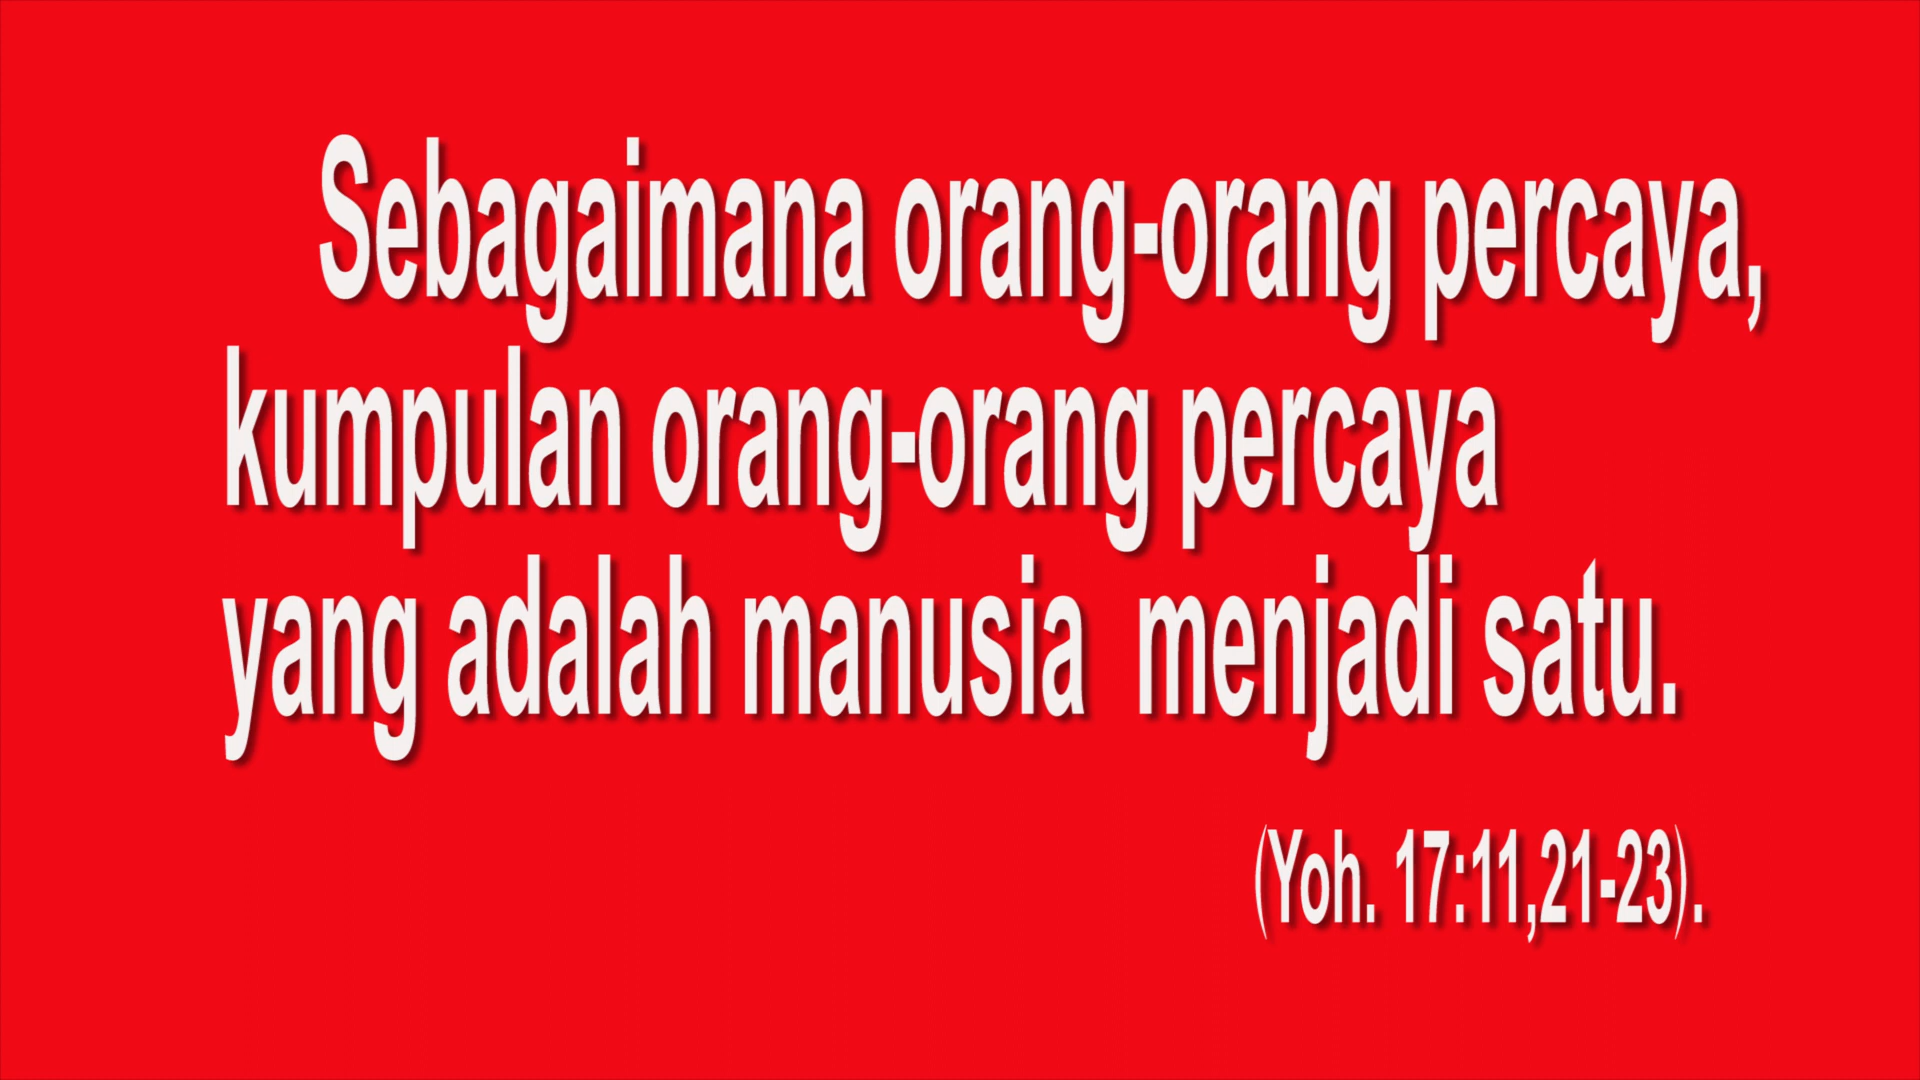 Sebagaimana orang-orang percaya,
kumpulan orang-orang percaya
yang adalah manusia  menjadi satu.
(Yoh. 17:11,21-23).